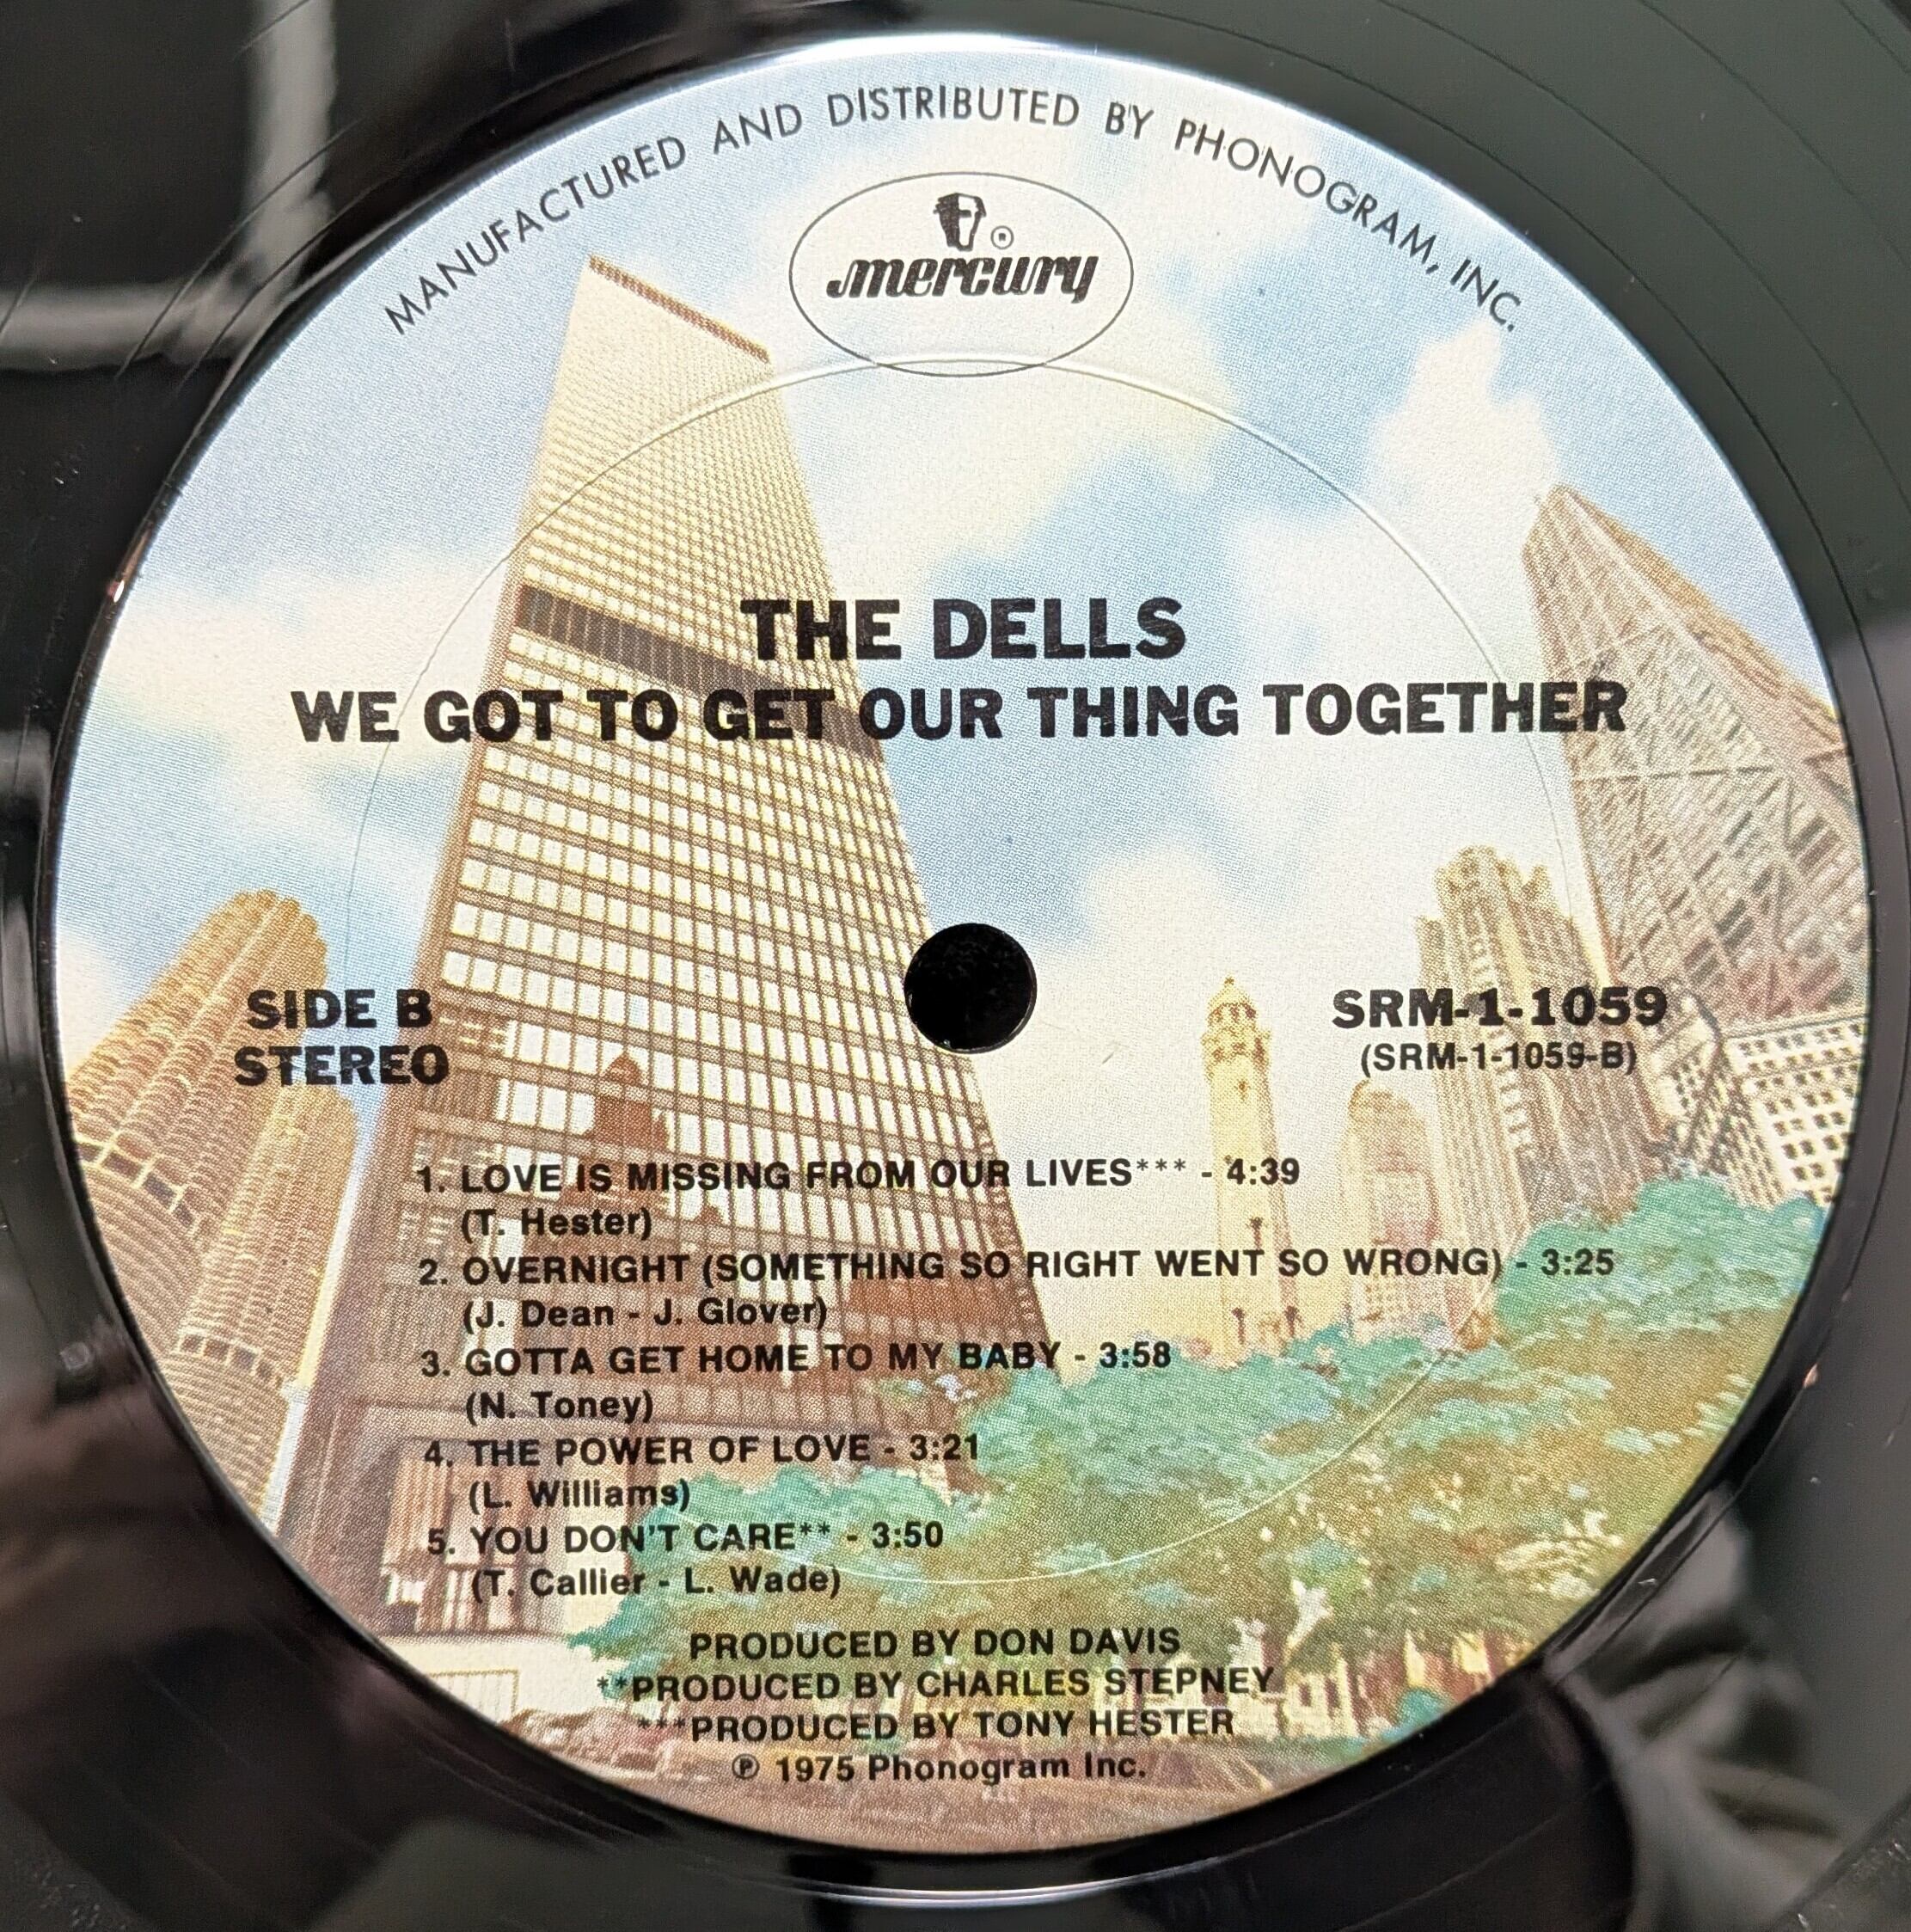 MANUFACTURED AND DISTRIBUTED BY PHONOGRAM, INC.
®
mercury
THE DELLS
WE GOT TO GET OUR THING TOGETHER
SIDE B
STEREO
SRM-1-1059
(SRM-1-1059-B)
1. LOVE IS MISSING FROM OUR LIVES*** - 4:39
(T. Hester)
2. OVERNIGHT (SOMETHING SO RIGHT WENT SO WRONG) - 3:25
(J. Dean - J. Glover)
3. GOTTA GET HOME TO MY BABY - 3:58
(N. Toney)
4. THE POWER OF LOVE - 3:21
(L. Williams)
5. YOU DON'T CARE** - 3:50
(T. Callier - L. Wade)
PRODUCED BY DON DAVIS
**PRODUCED BY CHARLES STEPNEY
***PRODUCED BY TONY HESTER
℗ 1975 Phonogram Inc.